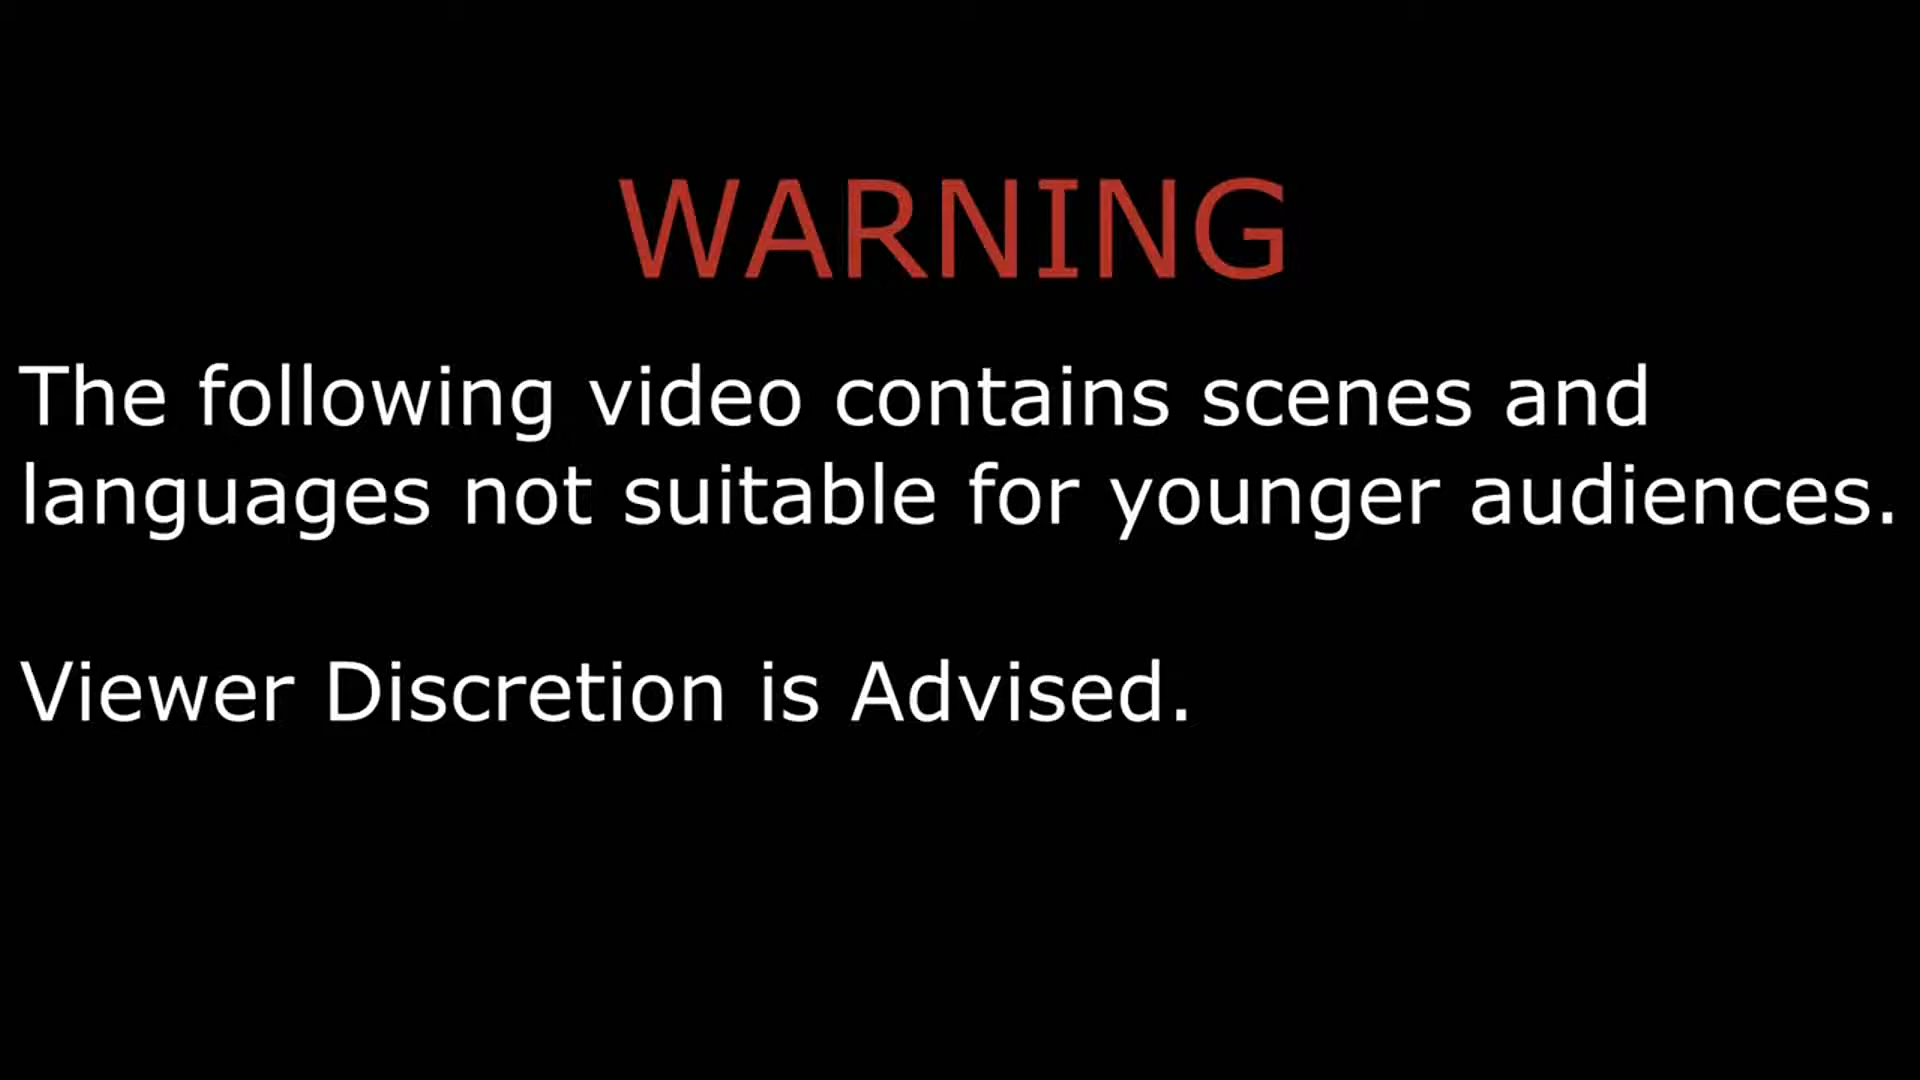 WARNING
The following video contains scenes and
languages not suitable for younger audiences.
Viewer Discretion is Advised.